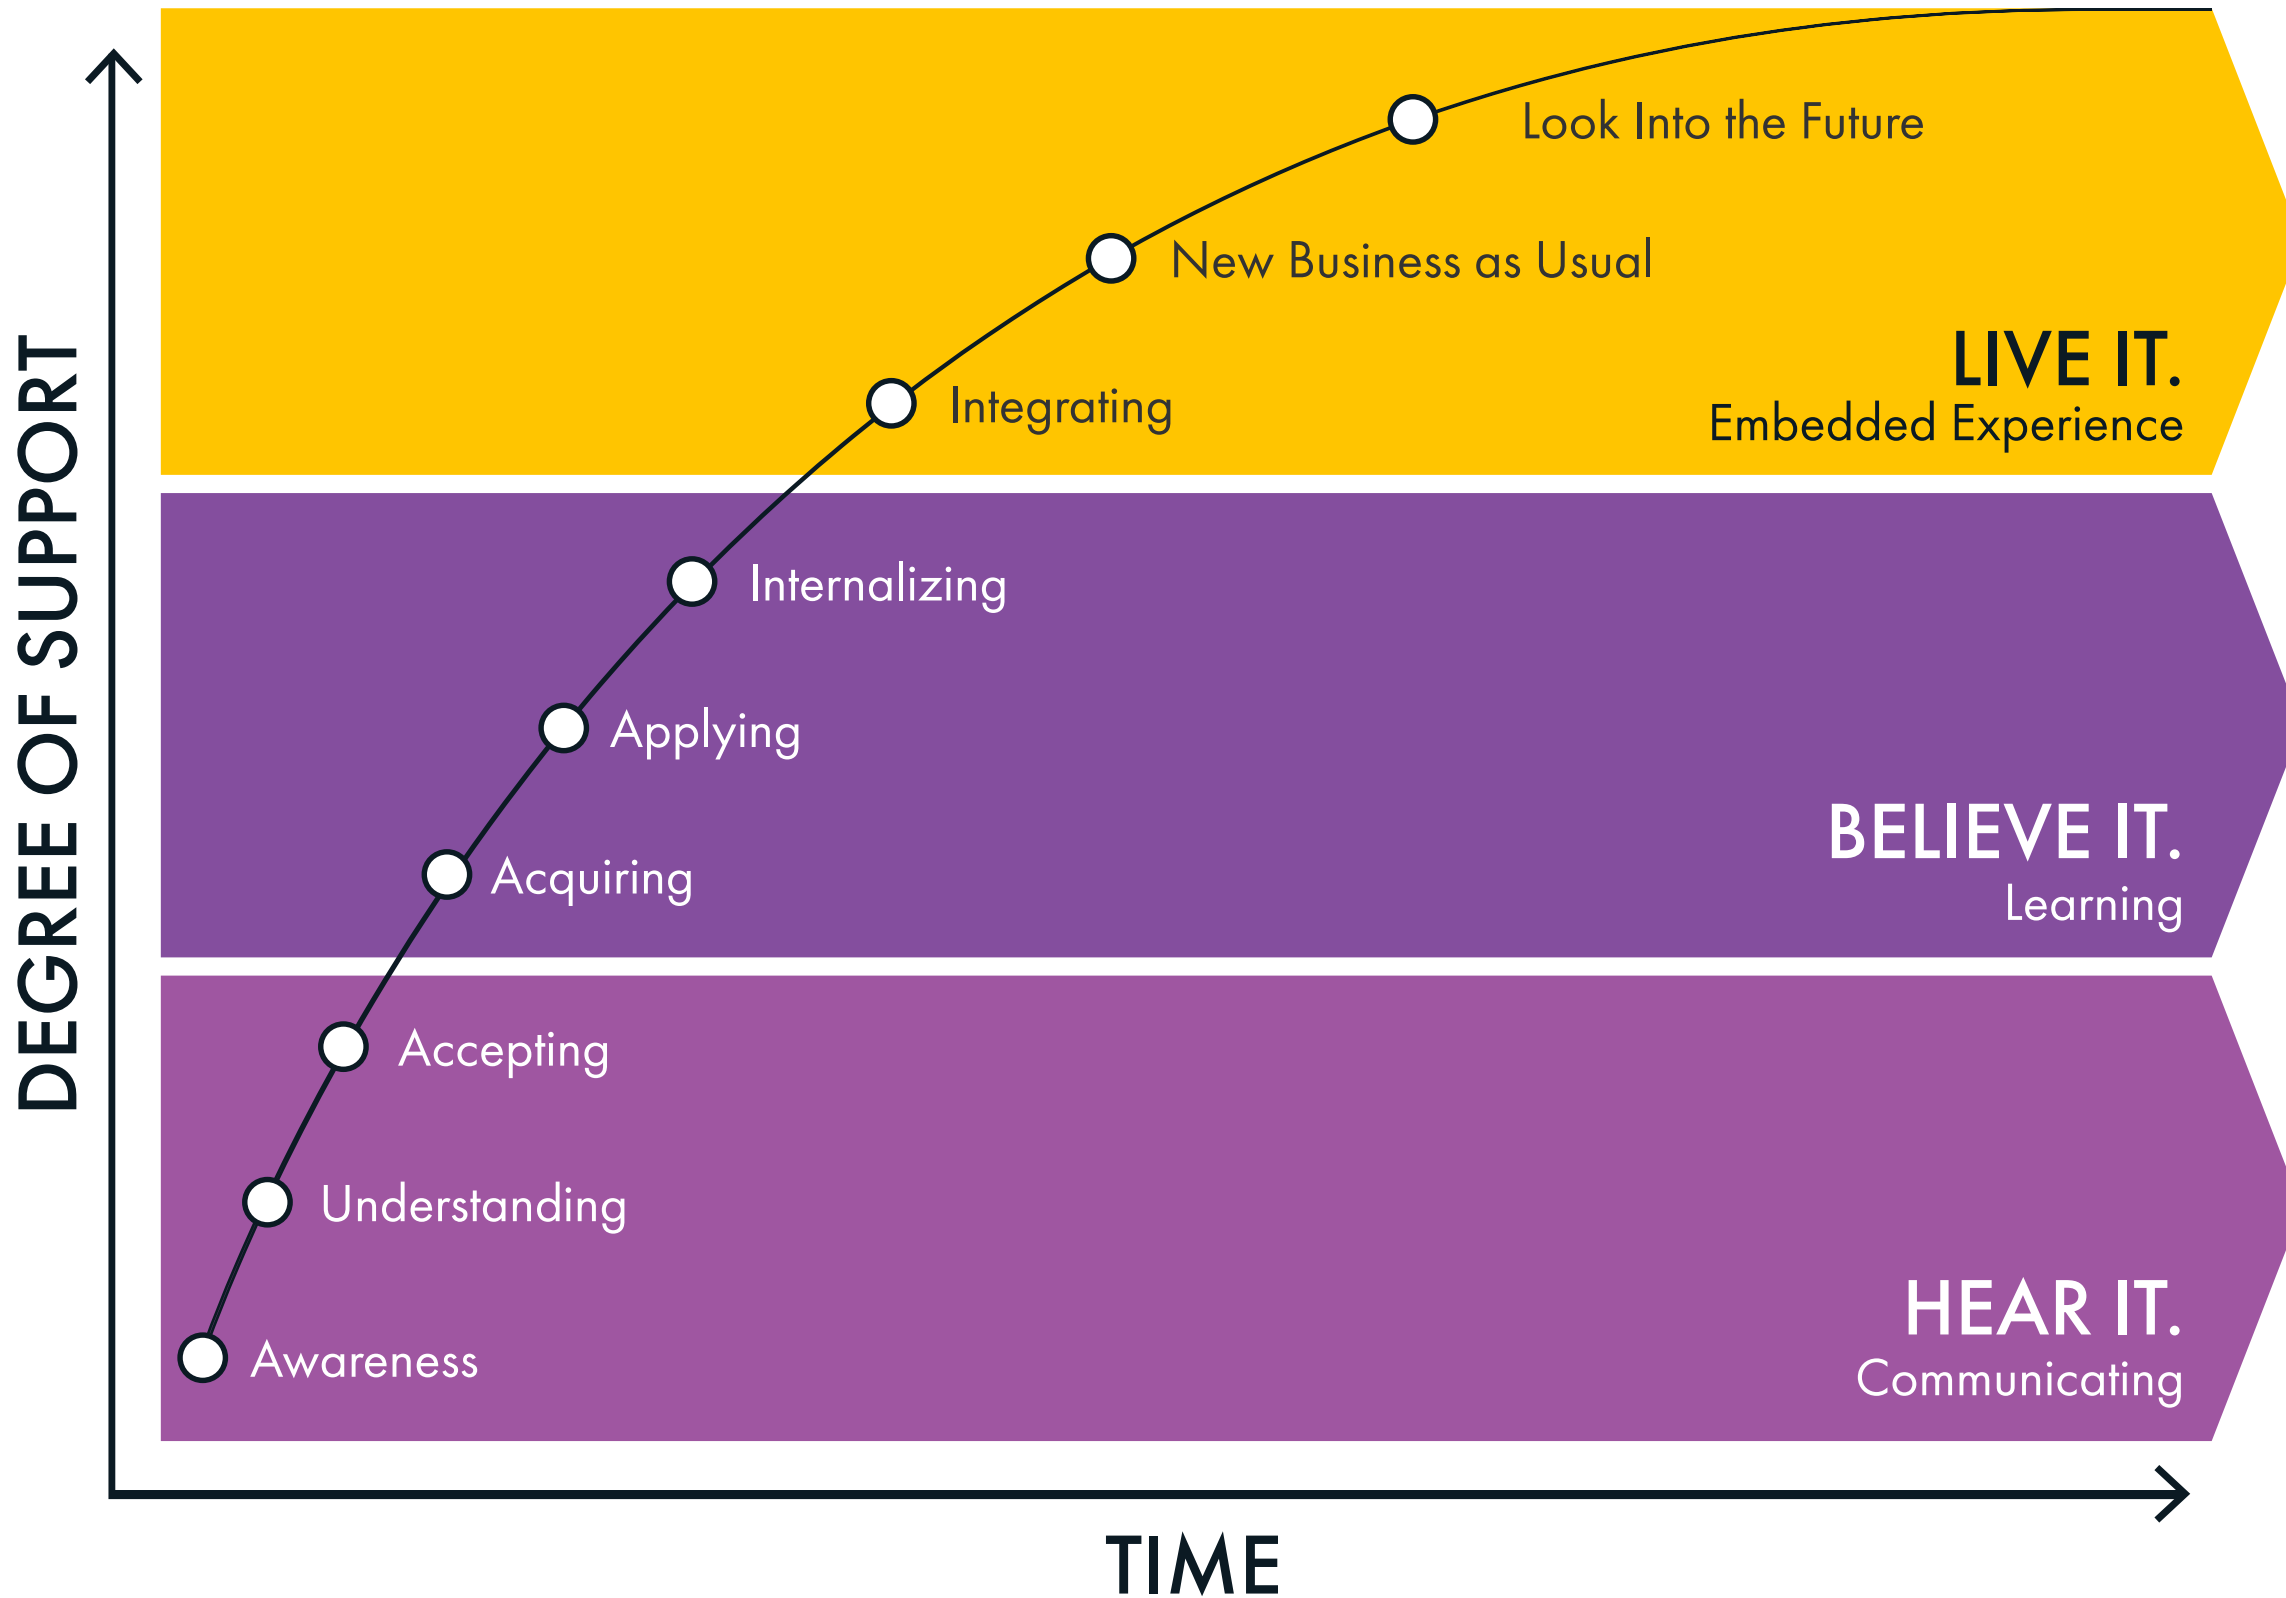 DEGREE OF SUPPORT
Look Into the Future
New Business as Usual
Integrating
LIVE IT.
Embedded Experience
Internalizing
Applying
Acquiring
BELIEVE IT.
Learning
Accepting
Understanding
Awareness
HEAR IT.
Communicating
TIME